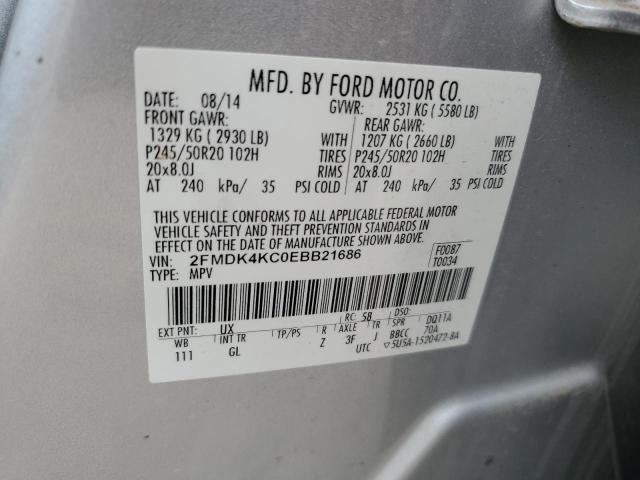 MFD. BY FORD MOTOR CO.
DATE: 08/14 GVWR: 2531 KG ( 5580 LB)
FRONT GAWR: REAR GAWR:
1329 KG ( 2930 LB) WITH 1207 KG ( 2660 LB) WITH
P245/50R20 102H TIRES P245/50R20 102H TIRES
20x8.0J RIMS 20x8.0J RIMS
AT 240 kPa/ 35 PSI COLD AT 240 kPa/ 35 PSI COLD
THIS VEHICLE CONFORMS TO ALL APPLICABLE FEDERAL MOTOR
VEHICLE SAFETY AND THEFT PREVENTION STANDARDS IN
EFFECT ON THE DATE OF MANUFACTURE SHOWN ABOVE.
VIN: 2FMDK4KC0EBB21686 F0087
TYPE: MPV T0034
EXT PNT: UX RC: 5B DSO:
WB INT TR TP/PS R AXLE TR SPR DQ11A
111 GL Z 3F J BBCC 70A
UTC ▽5U5A-1520472-BA